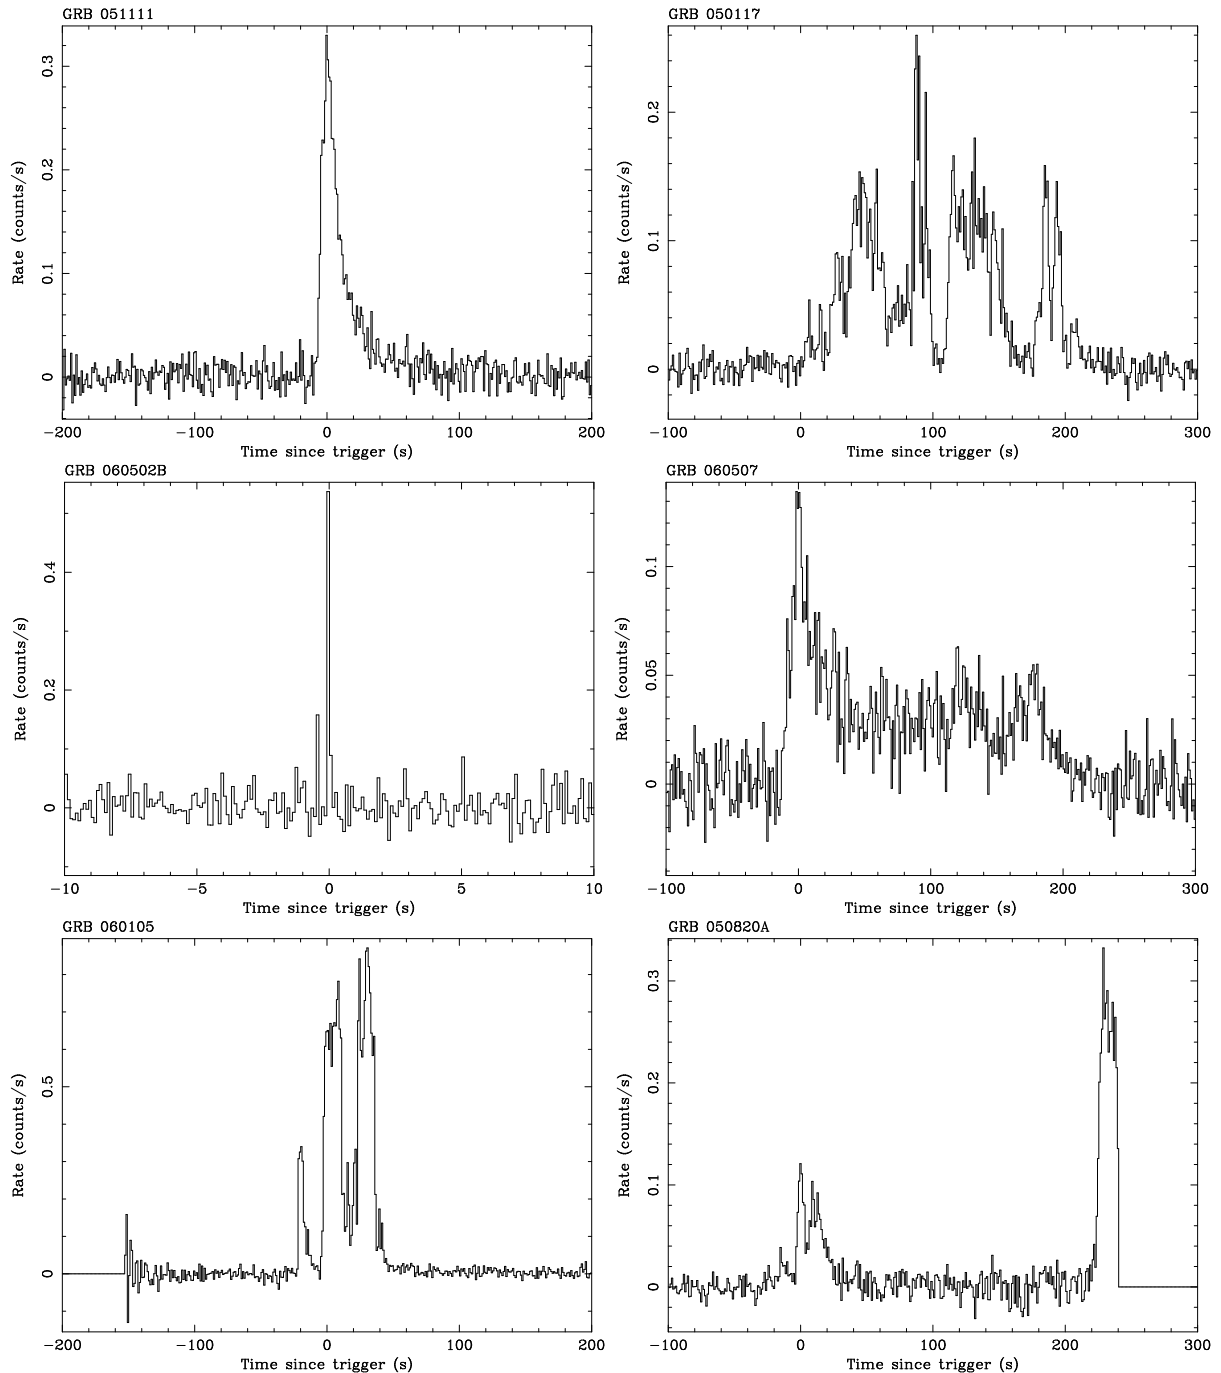 GRB 051111
Rate (counts/s)
0.3
0.2
0.1
0
−200 −100 0 100 200
Time since trigger (s)
GRB 050117
Rate (counts/s)
0.2
0.1
0
−100 0 100 200 300
Time since trigger (s)
GRB 060502B
Rate (counts/s)
0.4
0.2
0
−10 −5 0 5 10
Time since trigger (s)
GRB 060507
Rate (counts/s)
0.1
0.05
0
−100 0 100 200 300
Time since trigger (s)
GRB 060105
Rate (counts/s)
0.5
0
−200 −100 0 100 200
Time since trigger (s)
GRB 050820A
Rate (counts/s)
0.3
0.2
0.1
0
−100 0 100 200 300
Time since trigger (s)